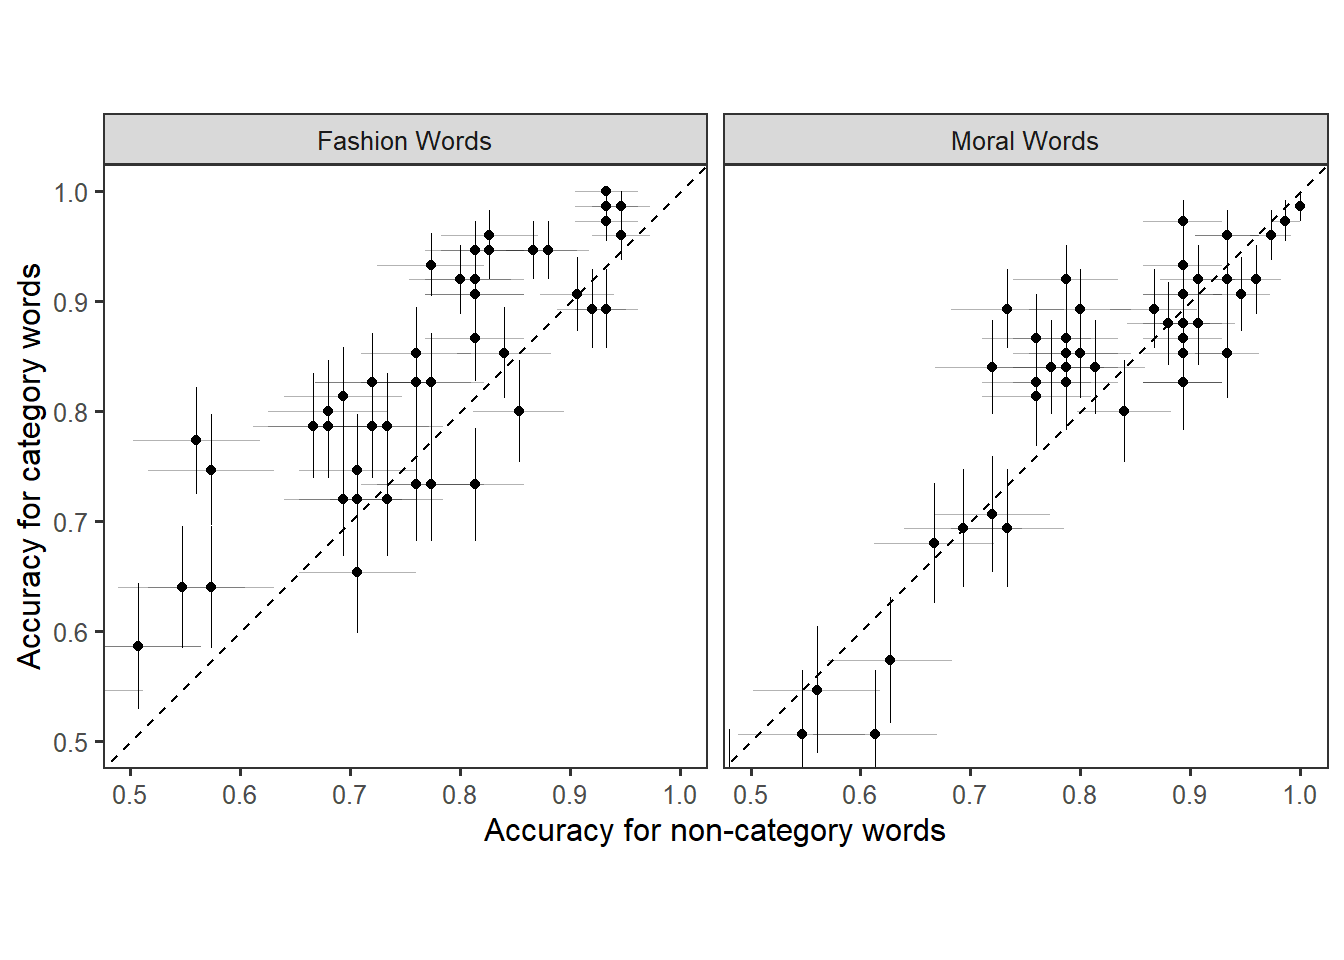 Fashion Words
Moral Words
Accuracy for category words
1.0
0.9
0.8
0.7
0.6
0.5
0.5 0.6 0.7 0.8 0.9 1.0
0.5 0.6 0.7 0.8 0.9 1.0
Accuracy for non-category words